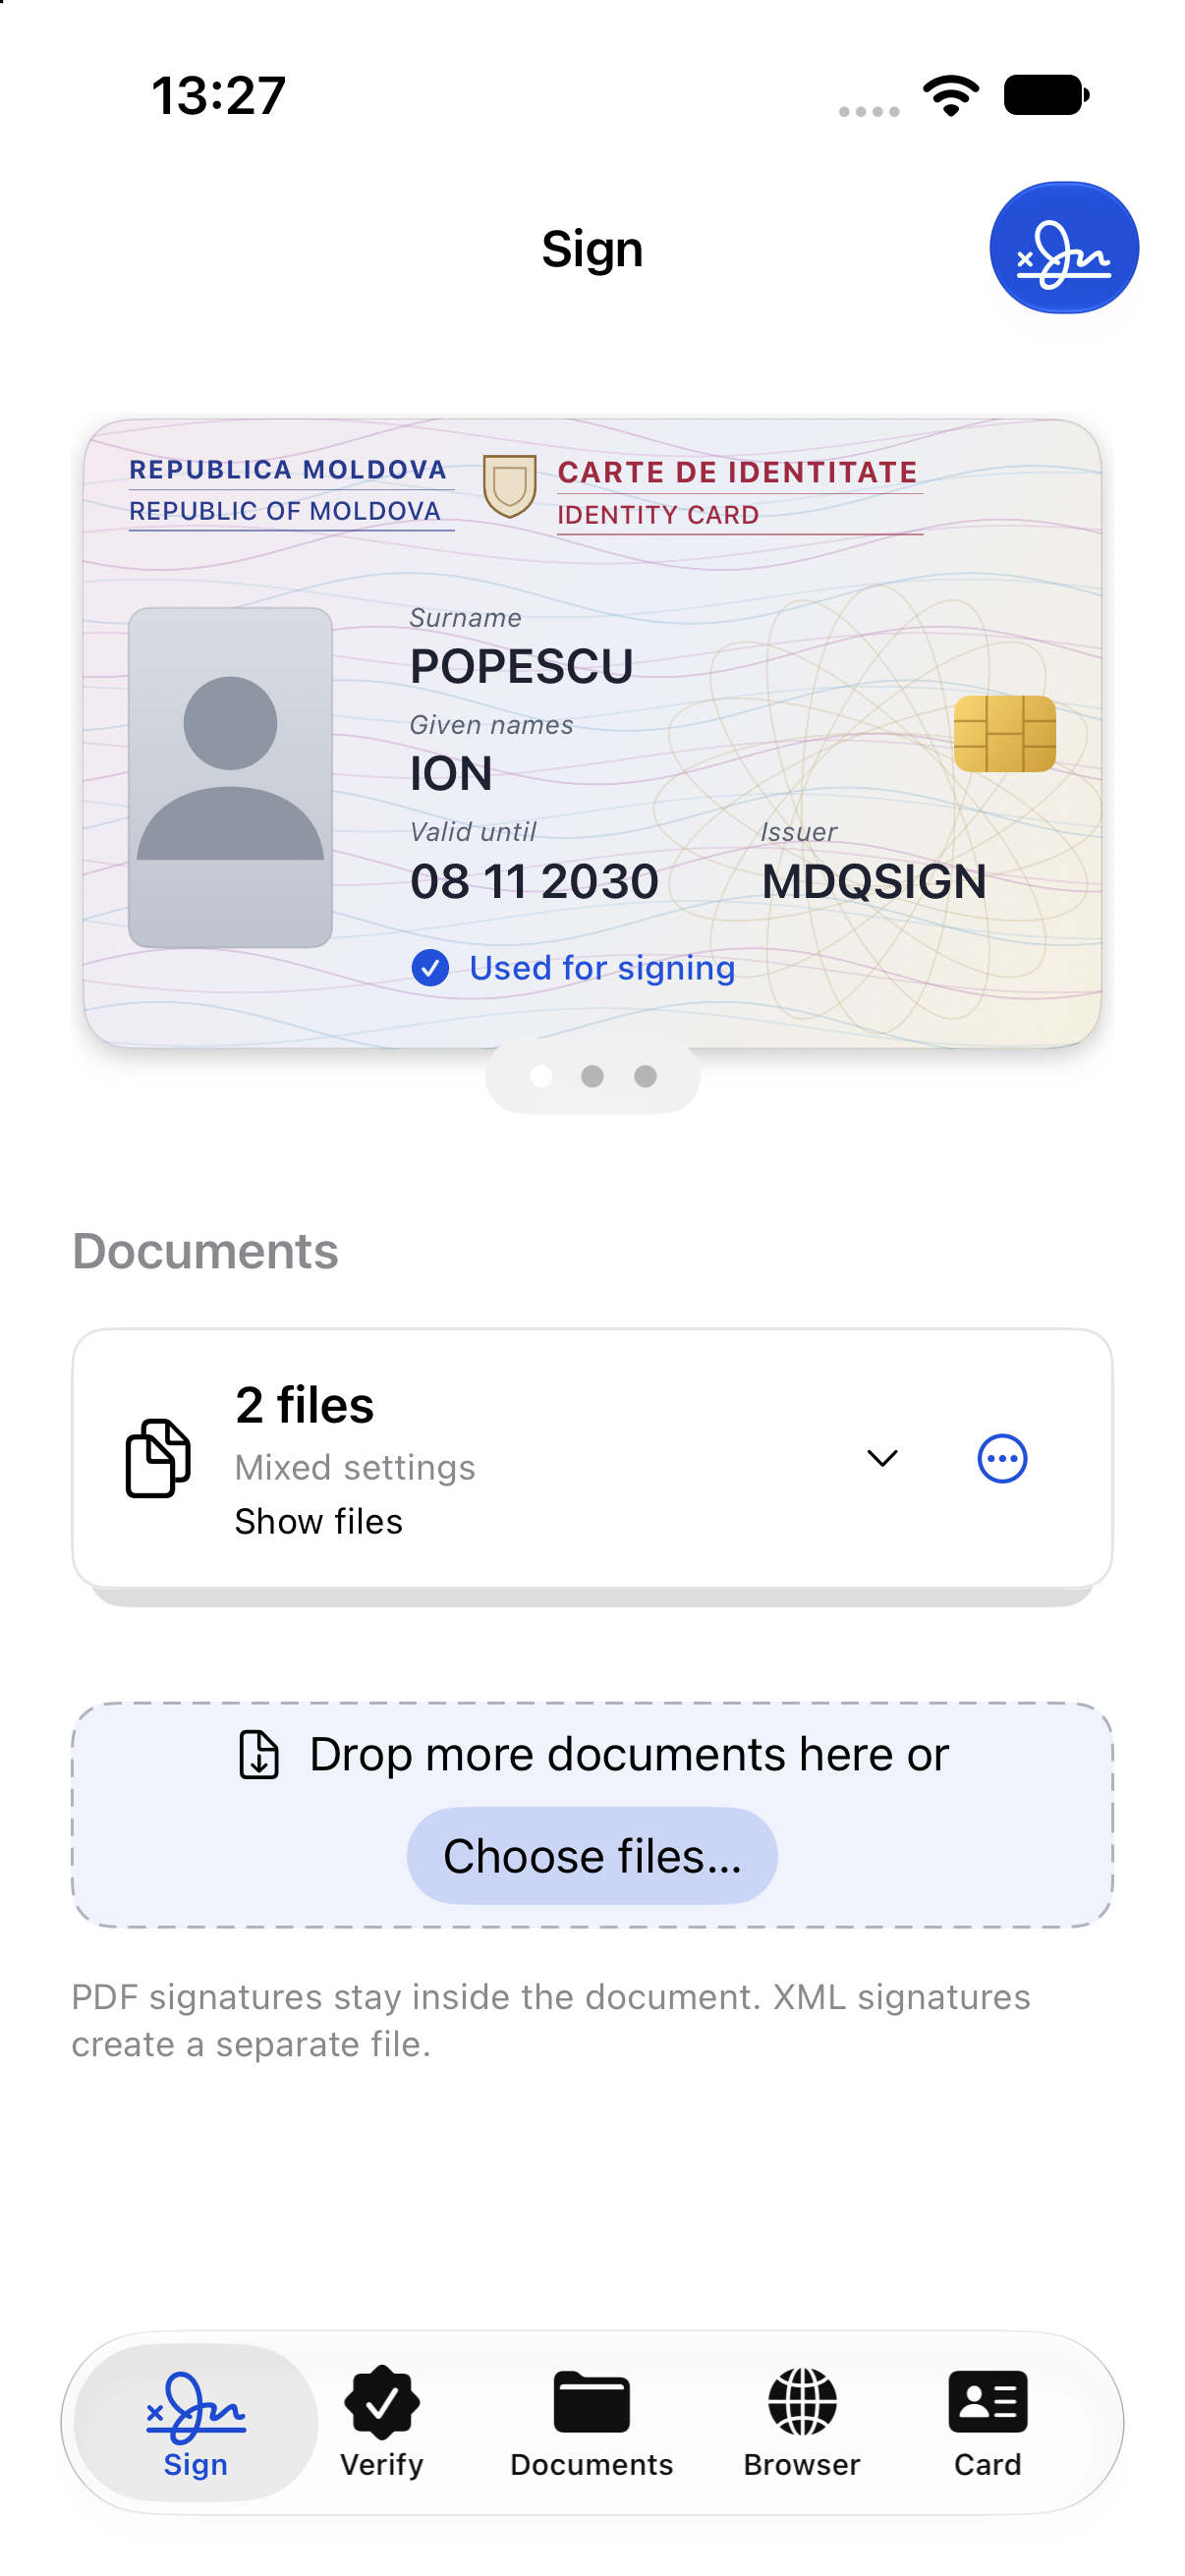 13:27
Sign
REPUBLICA MOLDOVA
REPUBLIC OF MOLDOVA
CARTE DE IDENTITATE
IDENTITY CARD
Surname
POPESCU
Given names
ION
Valid until
08 11 2030
Issuer
MDQSIGN
Used for signing
Documents
2 files
Mixed settings
Show files
Drop more documents here or
Choose files...
PDF signatures stay inside the document. XML signatures
create a separate file.
Sign
Verify
Documents
Browser
Card